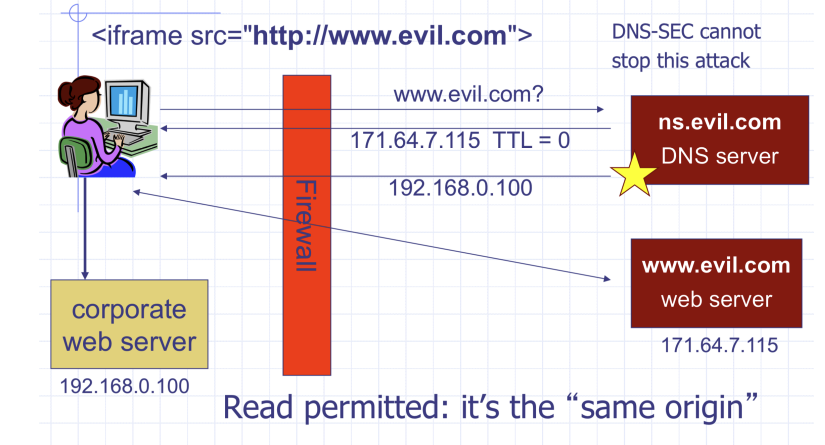 <iframe src="http://www.evil.com">
DNS-SEC cannot
stop this attack
www.evil.com?
171.64.7.115 TTL = 0
192.168.0.100
ns.evil.com
DNS server
Firewall
www.evil.com
web server
171.64.7.115
corporate
web server
192.168.0.100
Read permitted: it’s the “same origin”